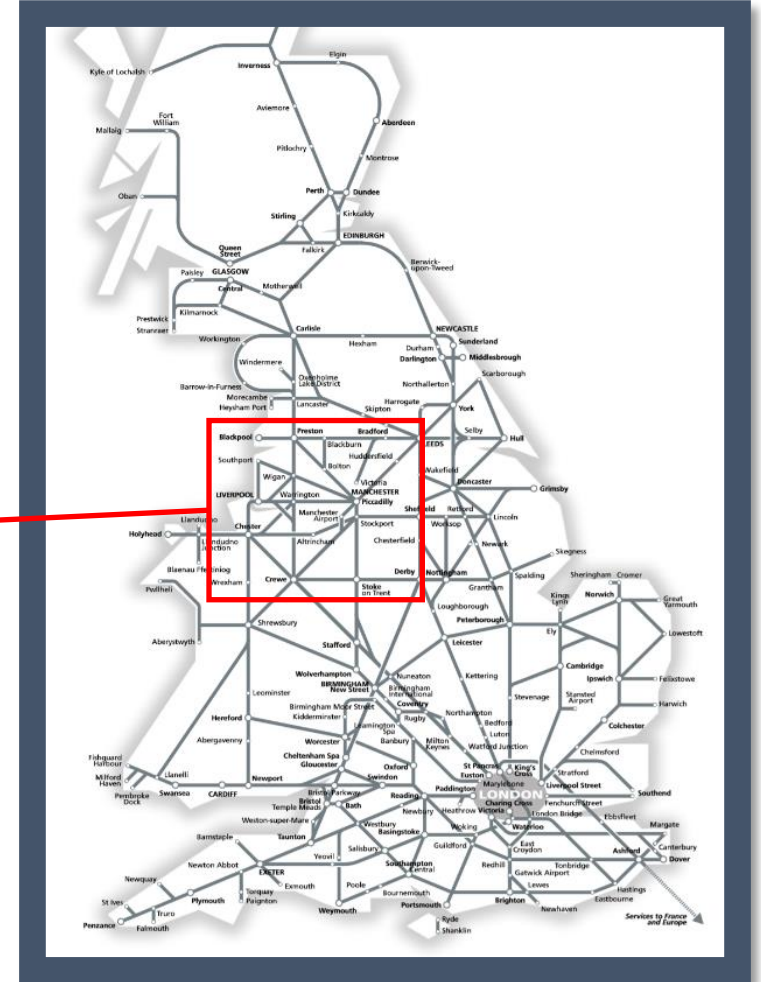 Elgin
Inverness
Kyle of Lochalsh
Aviemore
Fort
William
Mallaig
Aberdeen
Pitlochry
Montrose
Perth
Dundee
Oban
Stirling
Kirkcaldy
EDINBURGH
Queen
Street
Falkirk
Berwick-
upon-Tweed
Paisley
GLASGOW
Central
Motherwell
Kilmarnock
Prestwick
Stranraer
Carlisle
NEWCASTLE
Workington
Hexham
Sunderland
Durham
Darlington
Middlesbrough
Windermere
Scarborough
Oxenholme
Lake District
Barrow-in-Furness
Northallerton
Morecambe
Heysham Port
Lancaster
Harrogate
Skipton
York
Blackpool
Preston
Bradford
Selby
Hull
Blackburn
LEEDS
Southport
Huddersfield
Bolton
Wakefield
Wigan
Victoria
Doncaster
Grimsby
LIVERPOOL
Warrington
MANCHESTER
Piccadilly
Sheffield
Retford
Manchester
Airport
Lincoln
Llandudno
Stockport
Worksop
Holyhead
Chester
Llandudno
Junction
Altrincham
Chesterfield
Newark
Skegness
Blaenau Ffestiniog
Derby
Nottingham
Spalding
Sheringham
Cromer
Pwllheli
Wrexham
Crewe
Stoke
on Trent
Grantham
Kings
Lynn
Norwich
Great
Yarmouth
Loughborough
Shrewsbury
Peterborough
Ely
Lowestoft
Aberystwyth
Stafford
Leicester
Cambridge
Wolverhampton
Nuneaton
Kettering
Ipswich
Felixstowe
BIRMINGHAM
New Street
Birmingham
International
Stansted
Airport
Leominster
Stevenage
Harwich
Birmingham Moor Street
Coventry
Kidderminster
Rugby
Northampton
Hereford
Leamington
Spa
Bedford
Colchester
Abergavenny
Worcester
Banbury
Milton
Keynes
Luton
Cheltenham Spa
Watford Junction
Chelmsford
Fishguard
Harbour
Gloucester
Oxford
St Pancras
King's
Cross
Euston
Stratford
Milford
Haven
Llanelli
Newport
Swindon
Marylebone
Liverpool Street
Pembroke
Dock
Swansea
CARDIFF
Bristol Parkway
Reading
Paddington
LONDON
Southend
Bristol
Temple Meads
Bath
Newbury
Heathrow
Victoria
Charing Cross
Fenchurch Street
London Bridge
Ebbsfleet
Weston-super-Mare
Westbury
Woking
Waterloo
Margate
Barnstaple
Taunton
Basingstoke
Guildford
East
Croydon
Canterbury
Salisbury
Ashford
Dover
Newton Abbot
Yeovil
Southampton
Central
Redhill
Tonbridge
EXETER
Gatwick Airport
Newquay
Exmouth
Poole
Lewes
Hastings
Torquay
Paignton
Bournemouth
Eastbourne
St Ives
Plymouth
Weymouth
Portsmouth
Brighton
Newhaven
Truro
Penzance
Falmouth
Ryde
Shanklin
Services to France
and Europe